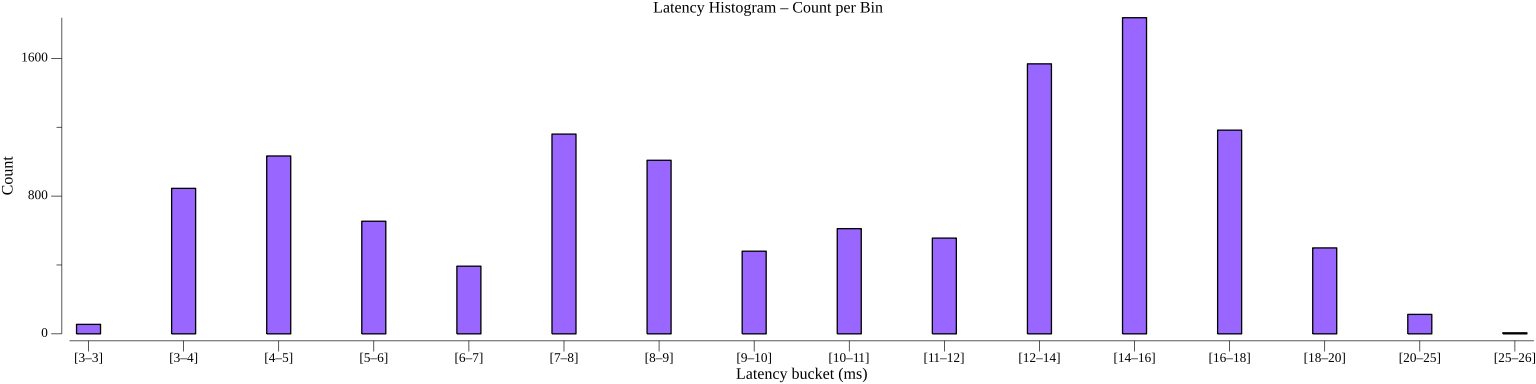 Latency Histogram – Count per Bin
Count
1600
800
0
[3–3] [3–4] [4–5] [5–6] [6–7] [7–8] [8–9] [9–10] [10–11] [11–12] [12–14] [14–16] [16–18] [18–20] [20–25] [25–26]
Latency bucket (ms)